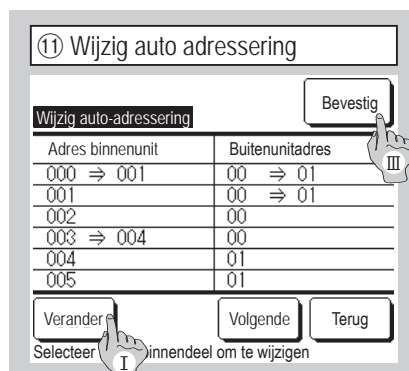 ⑪ Wijzig auto adressering
Bevestig
Wijzig auto-adressering
Adres binnenunit Buitenunitadres
000 ⇒ 001 00 ⇒ 01
001 00 ⇒ 01
002 00
003 ⇒ 004 00
004 01
005 01
Verander Volgende Terug
Selecteer binnendeel om te wijzigen
III
I